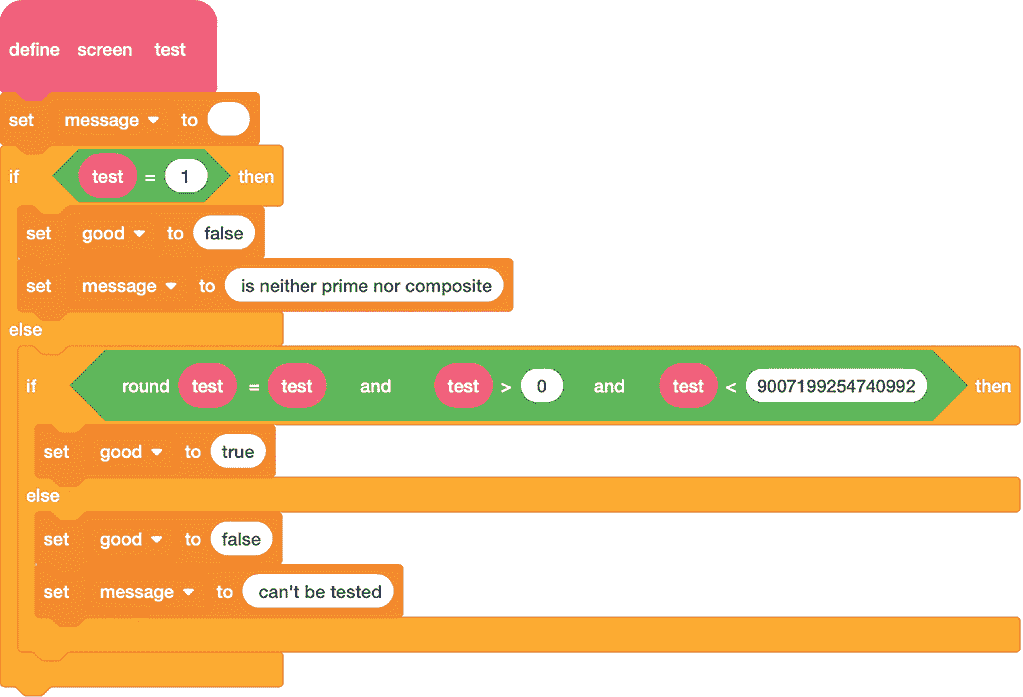 define screen test
set message to
if test = 1 then
set good to false
set message to is neither prime nor composite
else
if round test = test and test > 0 and test < 9007199254740992 then
set good to true
else
set good to false
set message to can't be tested